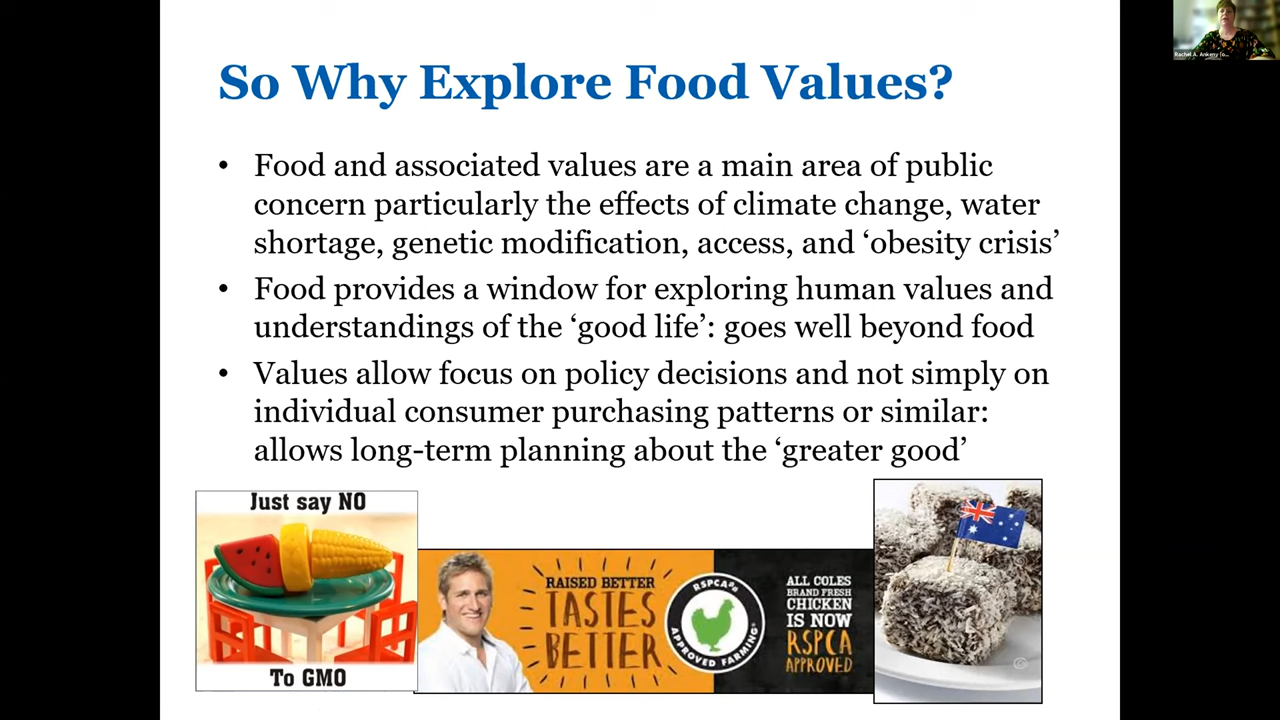 So Why Explore Food Values?
• Food and associated values are a main area of public
concern particularly the effects of climate change, water
shortage, genetic modification, access, and ‘obesity crisis’
• Food provides a window for exploring human values and
understandings of the ‘good life’: goes well beyond food
• Values allow focus on policy decisions and not simply on
individual consumer purchasing patterns or similar:
allows long-term planning about the ‘greater good’
Just say NO
To GMO
RAISED BETTER
TASTES
BETTER
RSPCA
APPROVED FARMING
ALL COLES
BRAND FRESH
CHICKEN
IS NOW
RSPCA
APPROVED
Rachel A. Ankeny